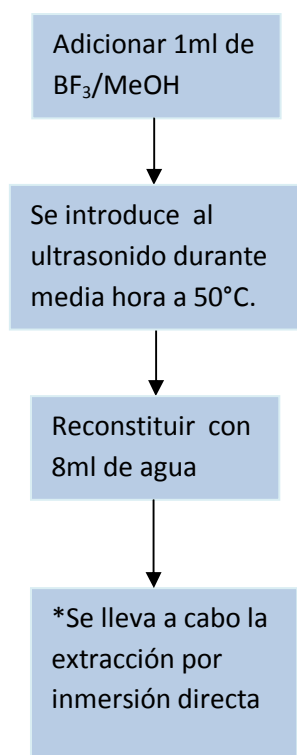 Adicionar 1ml de
BF₃/MeOH
Se introduce al
ultrasonido durante
media hora a 50°C.
Reconstituir con
8ml de agua
*Se lleva a cabo la
extracción por
inmersión directa